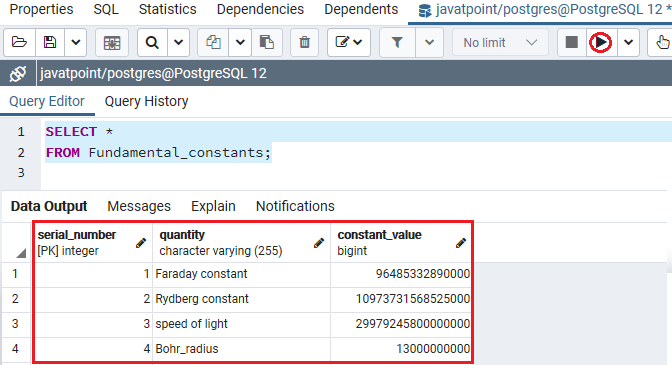 Properties SQL Statistics Dependencies Dependents javatpoint/postgres@PostgreSQL 12 *
No limit
javatpoint/postgres@PostgreSQL 12
Query Editor Query History
1 SELECT *
2 FROM Fundamental_constants;
3
Data Output Messages Explain Notifications
serial_number quantity constant_value
[PK] integer character varying (255) bigint
1 1 Faraday constant 96485332890000
2 2 Rydberg constant 10973731568525000
3 3 speed of light 29979245800000000
4 4 Bohr_radius 13000000000